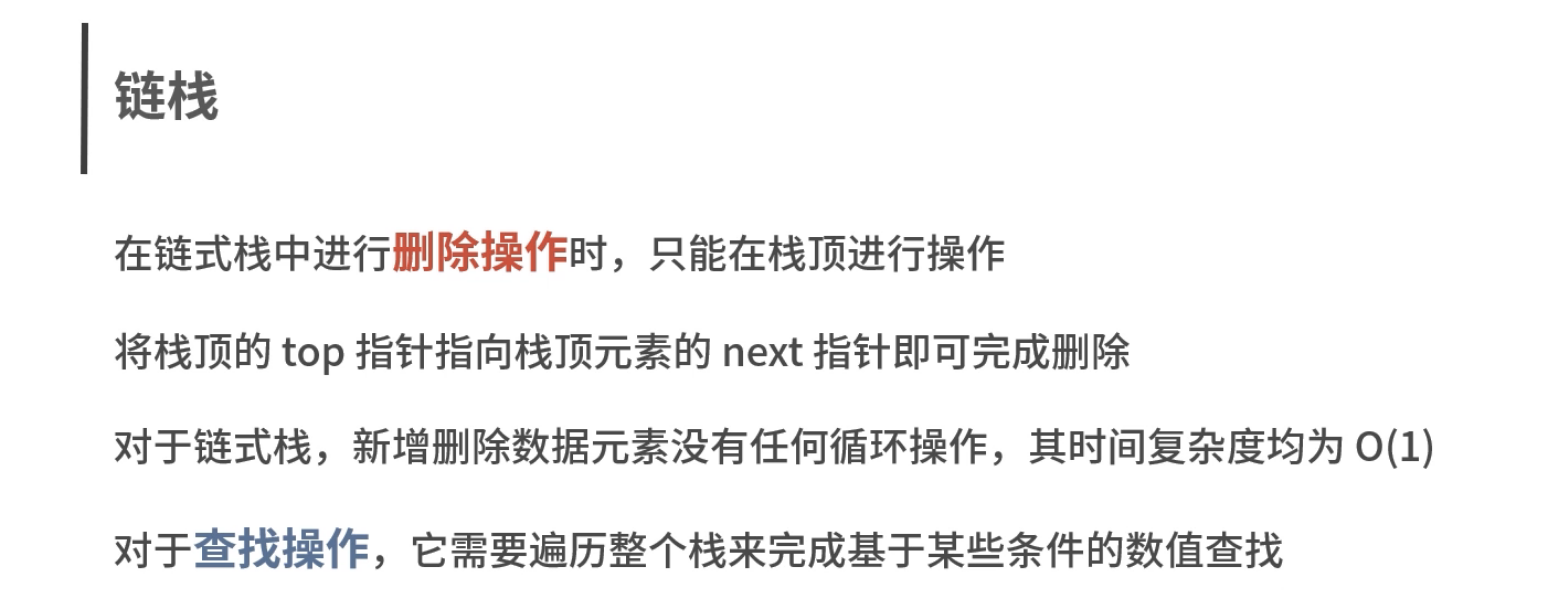 链栈
在链式栈中进行删除操作时，只能在栈顶进行操作
将栈顶的 top 指针指向栈顶元素的 next 指针即可完成删除
对于链式栈，新增删除数据元素没有任何循环操作，其时间复杂度均为 O(1)
对于查找操作，它需要遍历整个栈来完成基于某些条件的数值查找